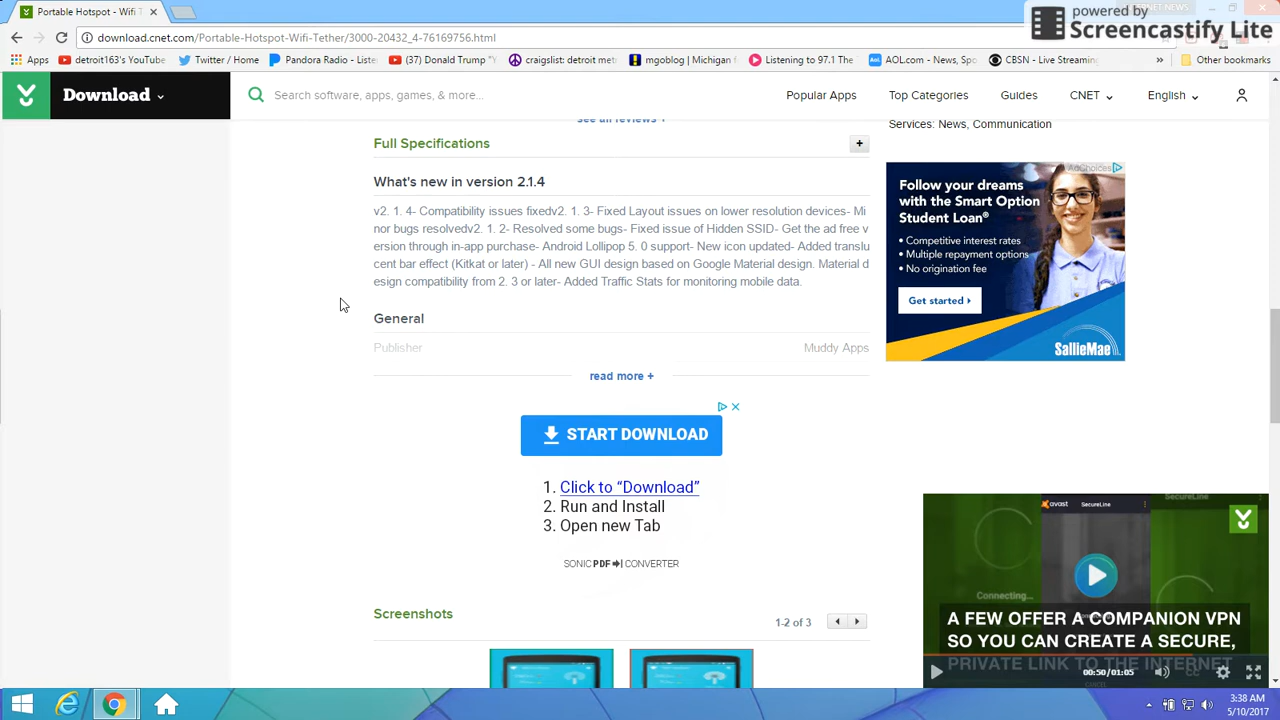 Portable Hotspot - Wifi T
powered by
Screencastify Lite
download.cnet.com/Portable-Hotspot-Wifi-Tether/
Apps
detroit163's YouTube
Twitter / Home
Pandora Radio - Listen
(37) Donald Trump
craigslist: detroit met
mgoblog | Michigan f
Listening to 97.1 The
AOL.com - News, Spo
CBSN - Live Streaming
»
Other bookmarks
Download
Search software, apps, games, & more...
Popular Apps
Top Categories
Guides
CNET
English
see all reviews +
Services: News, Communication
Full Specifications
+
What's new in version 2.1.4
v2. 1. 4- Compatibility issues fixedv2. 1. 3- Fixed Layout issues on lower resolution devices- Mi
nor bugs resolvedv2. 1. 2- Resolved some bugs- Fixed issue of Hidden SSID- Get the ad free v
ersion through in-app purchase- Android Lollipop 5. 0 support- New icon updated- Added translu
cent bar effect (Kitkat or later) - All new GUI design based on Google Material design. Material d
esign compatibility from 2. 3 or later- Added Traffic Stats for monitoring mobile data.
General
Publisher
Muddy Apps
read more +
AdChoices
Follow your dreams
with the Smart Option
Student Loan®
• Competitive interest rates
• Multiple repayment options
• No origination fee
Get started
SallieMae
START DOWNLOAD
1. Click to “Download”
2. Run and Install
3. Open new Tab
SONIC PDF CONVERTER
Screenshots
1-2 of 3
avast
SecureLine
SecureLine
Connecting...
A FEW OFFER A COMPANION VPN
SO YOU CAN CREATE A SECURE,
PRIVATE LINK TO THE INTERNET
00:50/01:05
CC
3:38 AM
5/10/2017